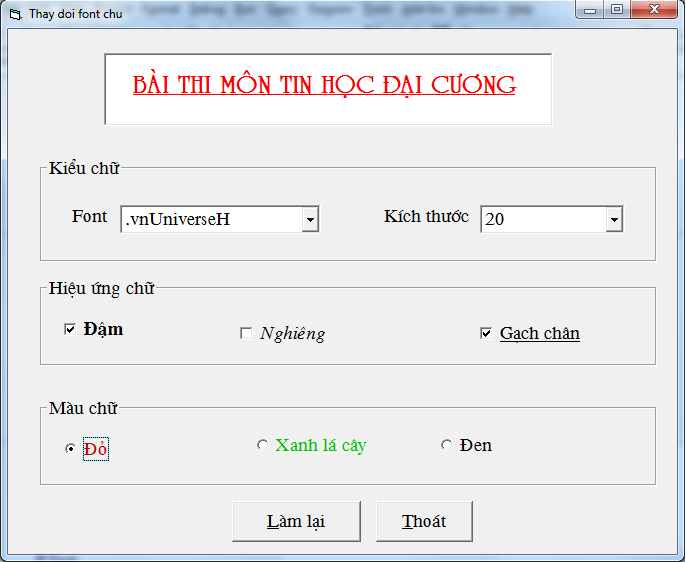 Thay doi font chu
BÀI THI MÔN TIN HỌC ĐẠI CƯƠNG
Kiểu chữ
Font .vnUniverseH Kích thước 20
Hiệu ứng chữ
Đậm Nghiêng Gạch chân
Màu chữ
Đỏ Xanh lá cây Đen
Làm lại Thoát